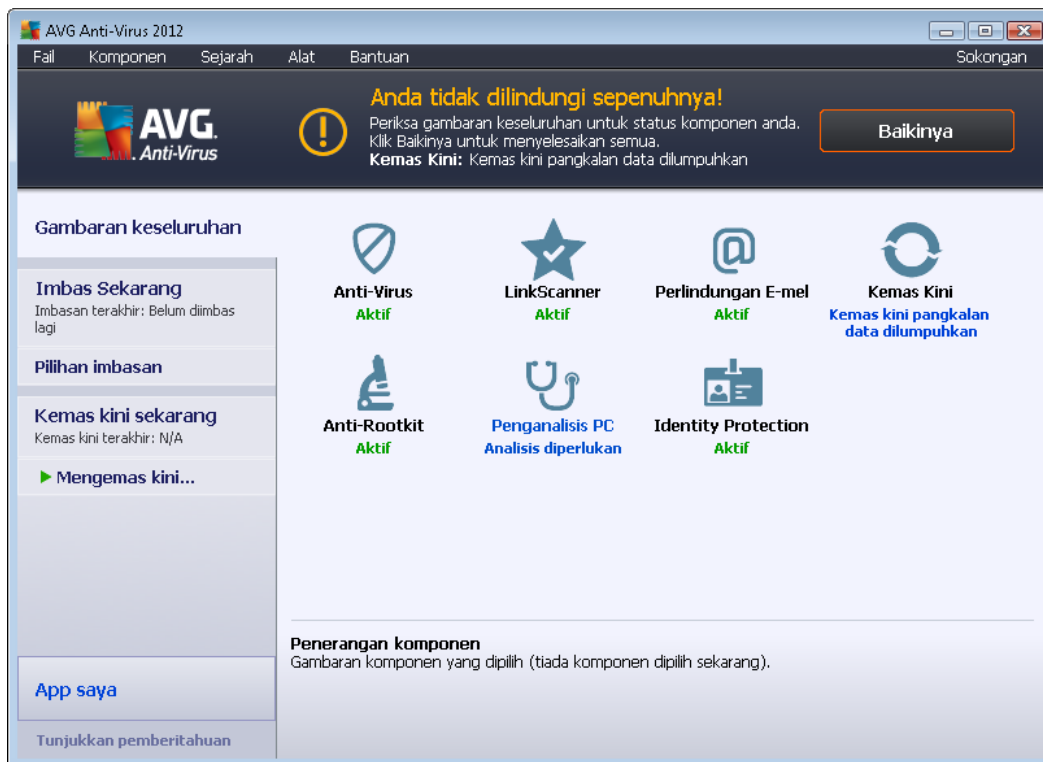 AVG Anti-Virus 2012
Fail Komponen Sejarah Alat Bantuan Sokongan
AVG.
Anti-Virus
Anda tidak dilindungi sepenuhnya!
Periksa gambaran keseluruhan untuk status komponen anda.
Klik Baikinya untuk menyelesaikan semua.
Kemas Kini: Kemas kini pangkalan data dilumpuhkan
Baikinya
Gambaran keseluruhan
Imbas Sekarang
Imbasan terakhir: Belum diimbas
lagi
Pilihan imbasan
Kemas kini sekarang
Kemas kini terakhir: N/A
Mengemas kini...
App saya
Tunjukkan pemberitahuan
Anti-Virus
Aktif
LinkScanner
Aktif
Perlindungan E-mel
Aktif
Kemas Kini
Kemas kini pangkalan
data dilumpuhkan
Anti-Rootkit
Aktif
Penganalisis PC
Analisis diperlukan
Identity Protection
Aktif
Penerangan komponen
Gambaran komponen yang dipilih (tiada komponen dipilih sekarang).